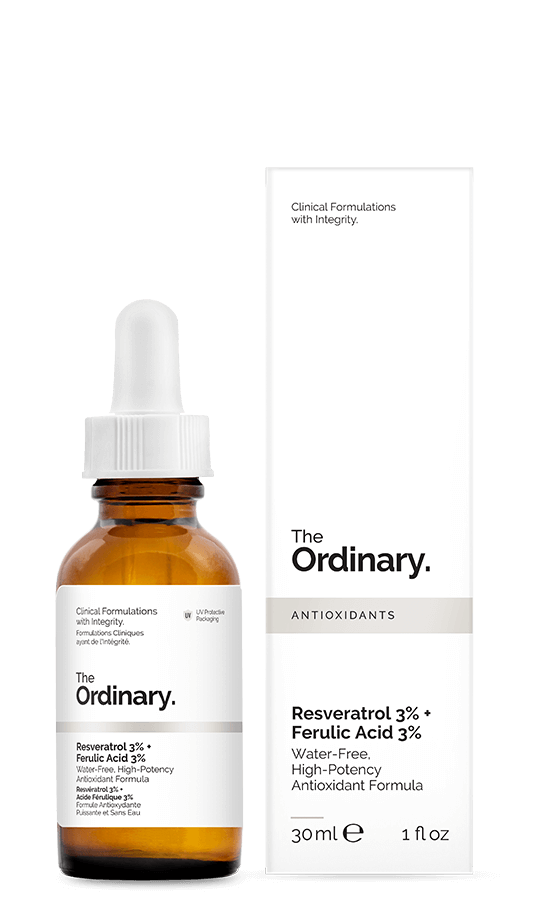 Clinical Formulations
with Integrity.
The
Ordinary.
ANTIOXIDANTS
Resveratrol 3% +
Ferulic Acid 3%
Water-Free,
High-Potency
Antioxidant Formula
30 ml ℮ 1 fl oz
Clinical Formulations
with Integrity.
Formulations Cliniques
ayant de l'intégrité.
UV
UV Protective
Packaging
The
Ordinary.
Resveratrol 3% +
Ferulic Acid 3%
Water-Free, High-Potency
Antioxidant Formula
Resvératrol 3% +
Acide Férulique 3%
Formule Antioxydante
Puissante et Sans Eau